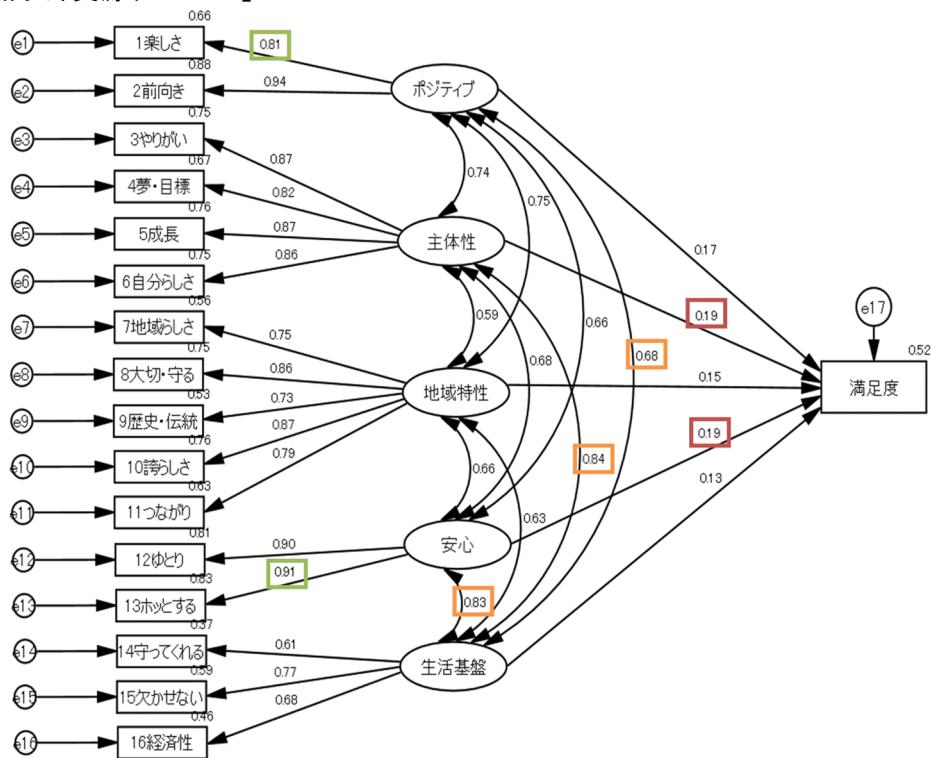 0.66
e1
1楽しさ
0.81
0.88
e2
2前向き
0.94
ポジティブ
0.75
e3
3やりがい
0.87
0.74
0.67
e4
4夢・目標
0.82
0.75
0.76
e5
5成長
0.87
主体性
0.17
0.75
e6
6自分らしさ
0.86
0.56
e7
7地域らしさ
0.75
0.59
0.66
0.19
e17
0.75
e8
8大切・守る
0.86
0.68
0.68
0.52
地域特性
0.15
満足度
0.53
e9
9歴史・伝統
0.73
0.76
e10
10誇らしさ
0.87
0.66
0.84
0.19
0.63
e11
11つながり
0.79
0.63
0.13
0.81
e12
12ゆとり
0.90
安心
0.83
e13
13ホッとする
0.91
0.83
0.37
e14
14守ってくれる
0.61
生活基盤
0.59
e15
15欠かせない
0.77
0.46
e16
16経済性
0.68